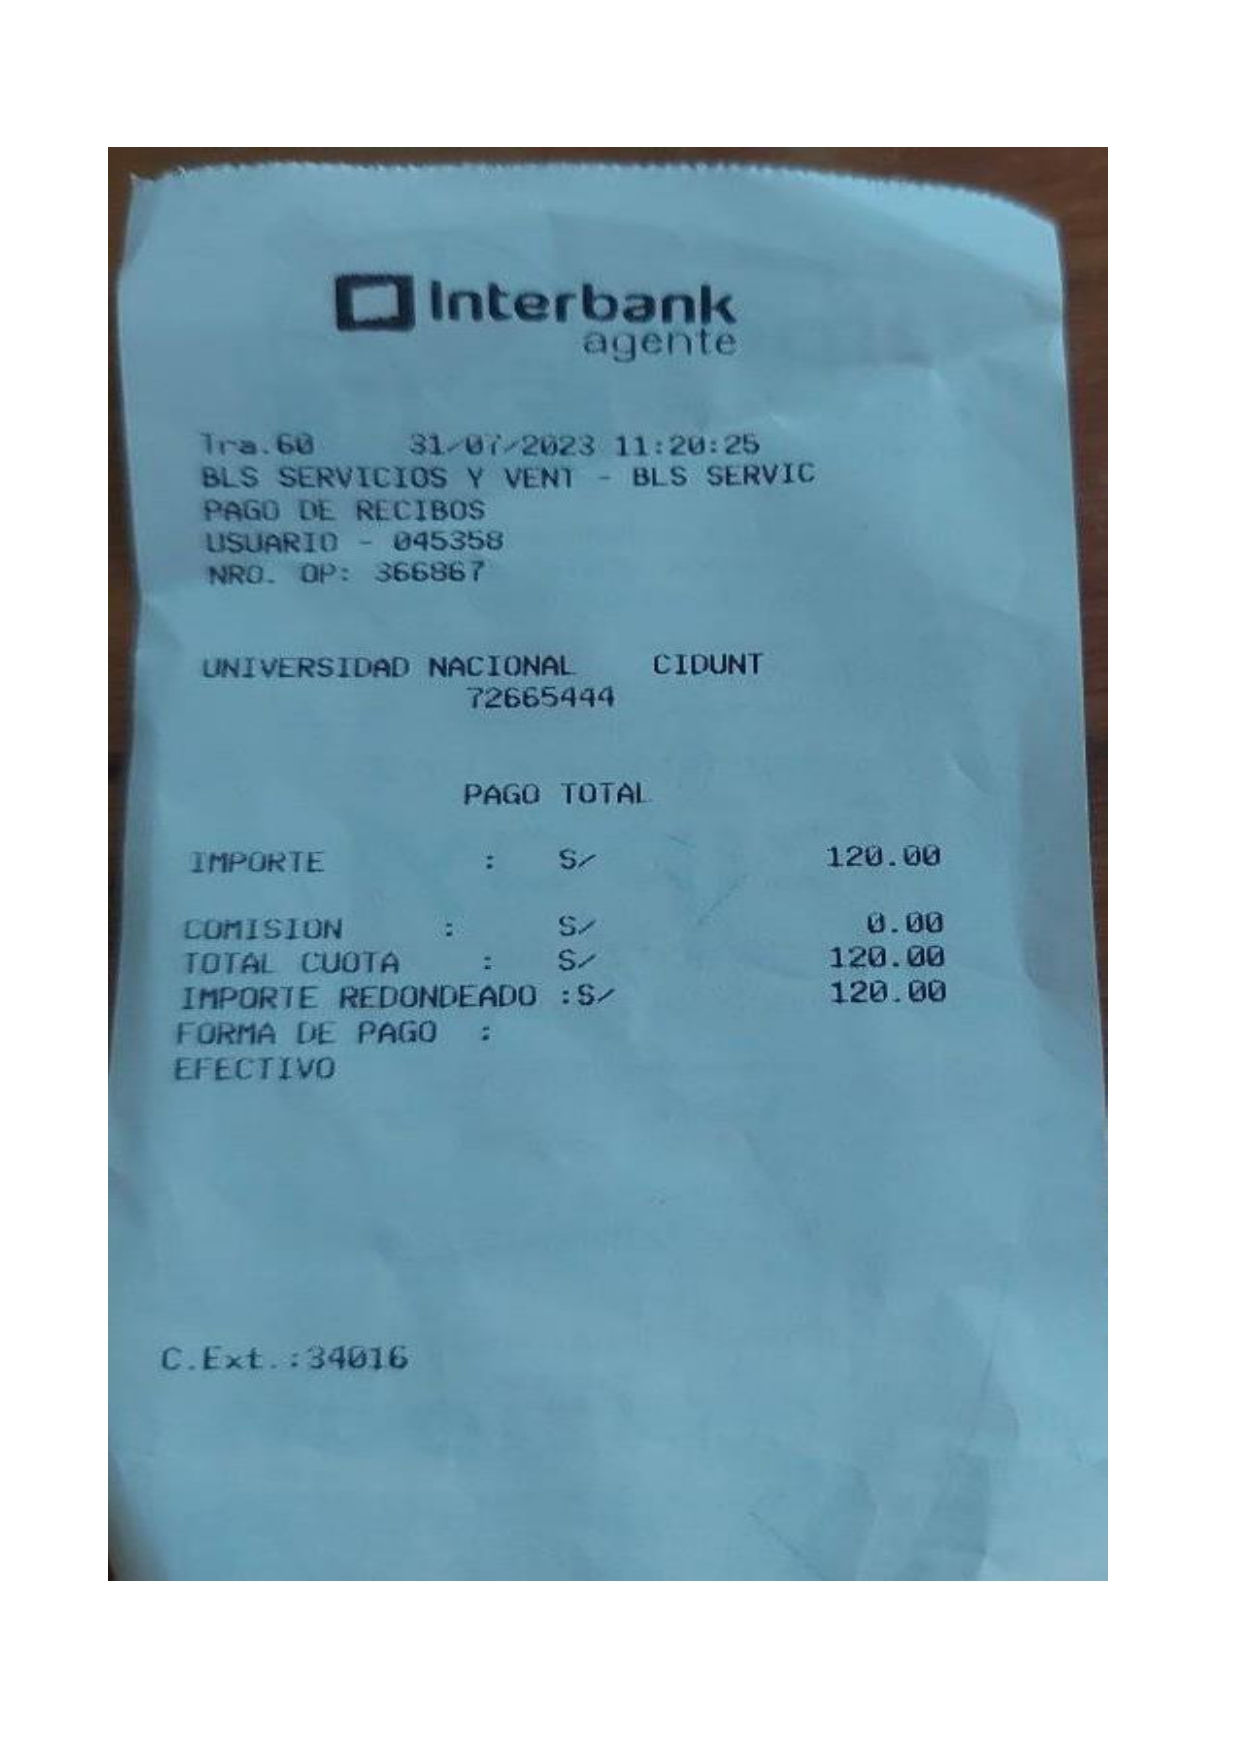 Interbank
agente
Tra.60 31/07/2023 11:20:25
BLS SERVICIOS Y VENT - BLS SERVIC
PAGO DE RECIBOS
USUARIO - 045358
NRO. OP: 366867
UNIVERSIDAD NACIONAL CIDUNT
72665444
PAGO TOTAL
IMPORTE : S/ 120.00
COMISION : S/ 0.00
TOTAL CUOTA : S/ 120.00
IMPORTE REDONDEADO :S/ 120.00
FORMA DE PAGO :
EFECTIVO
C.Ext.:34016